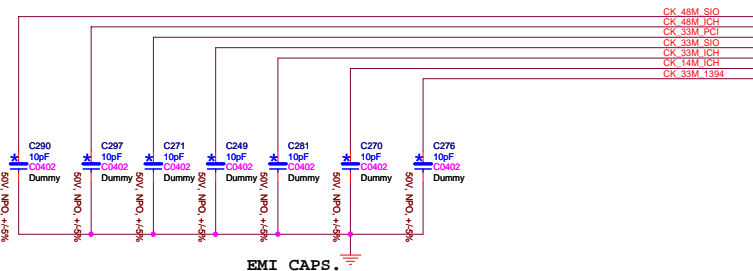 CK_48M_SIO
CK_48M_ICH
CK_33M_PCI
CK_33M_SIO
CK_33M_ICH
CK_14M_ICH
CK_33M_1394
* C290
10pF
C0402
Dummy
50V, NPO, +/-5%
* C297
10pF
C0402
Dummy
50V, NPO, +/-5%
* C271
10pF
C0402
Dummy
50V, NPO, +/-5%
* C249
10pF
C0402
Dummy
50V, NPO, +/-5%
* C281
10pF
C0402
Dummy
50V, NPO, +/-5%
* C270
10pF
C0402
Dummy
50V, NPO, +/-5%
* C276
10pF
C0402
Dummy
50V, NPO, +/-5%
EMI CAPS.